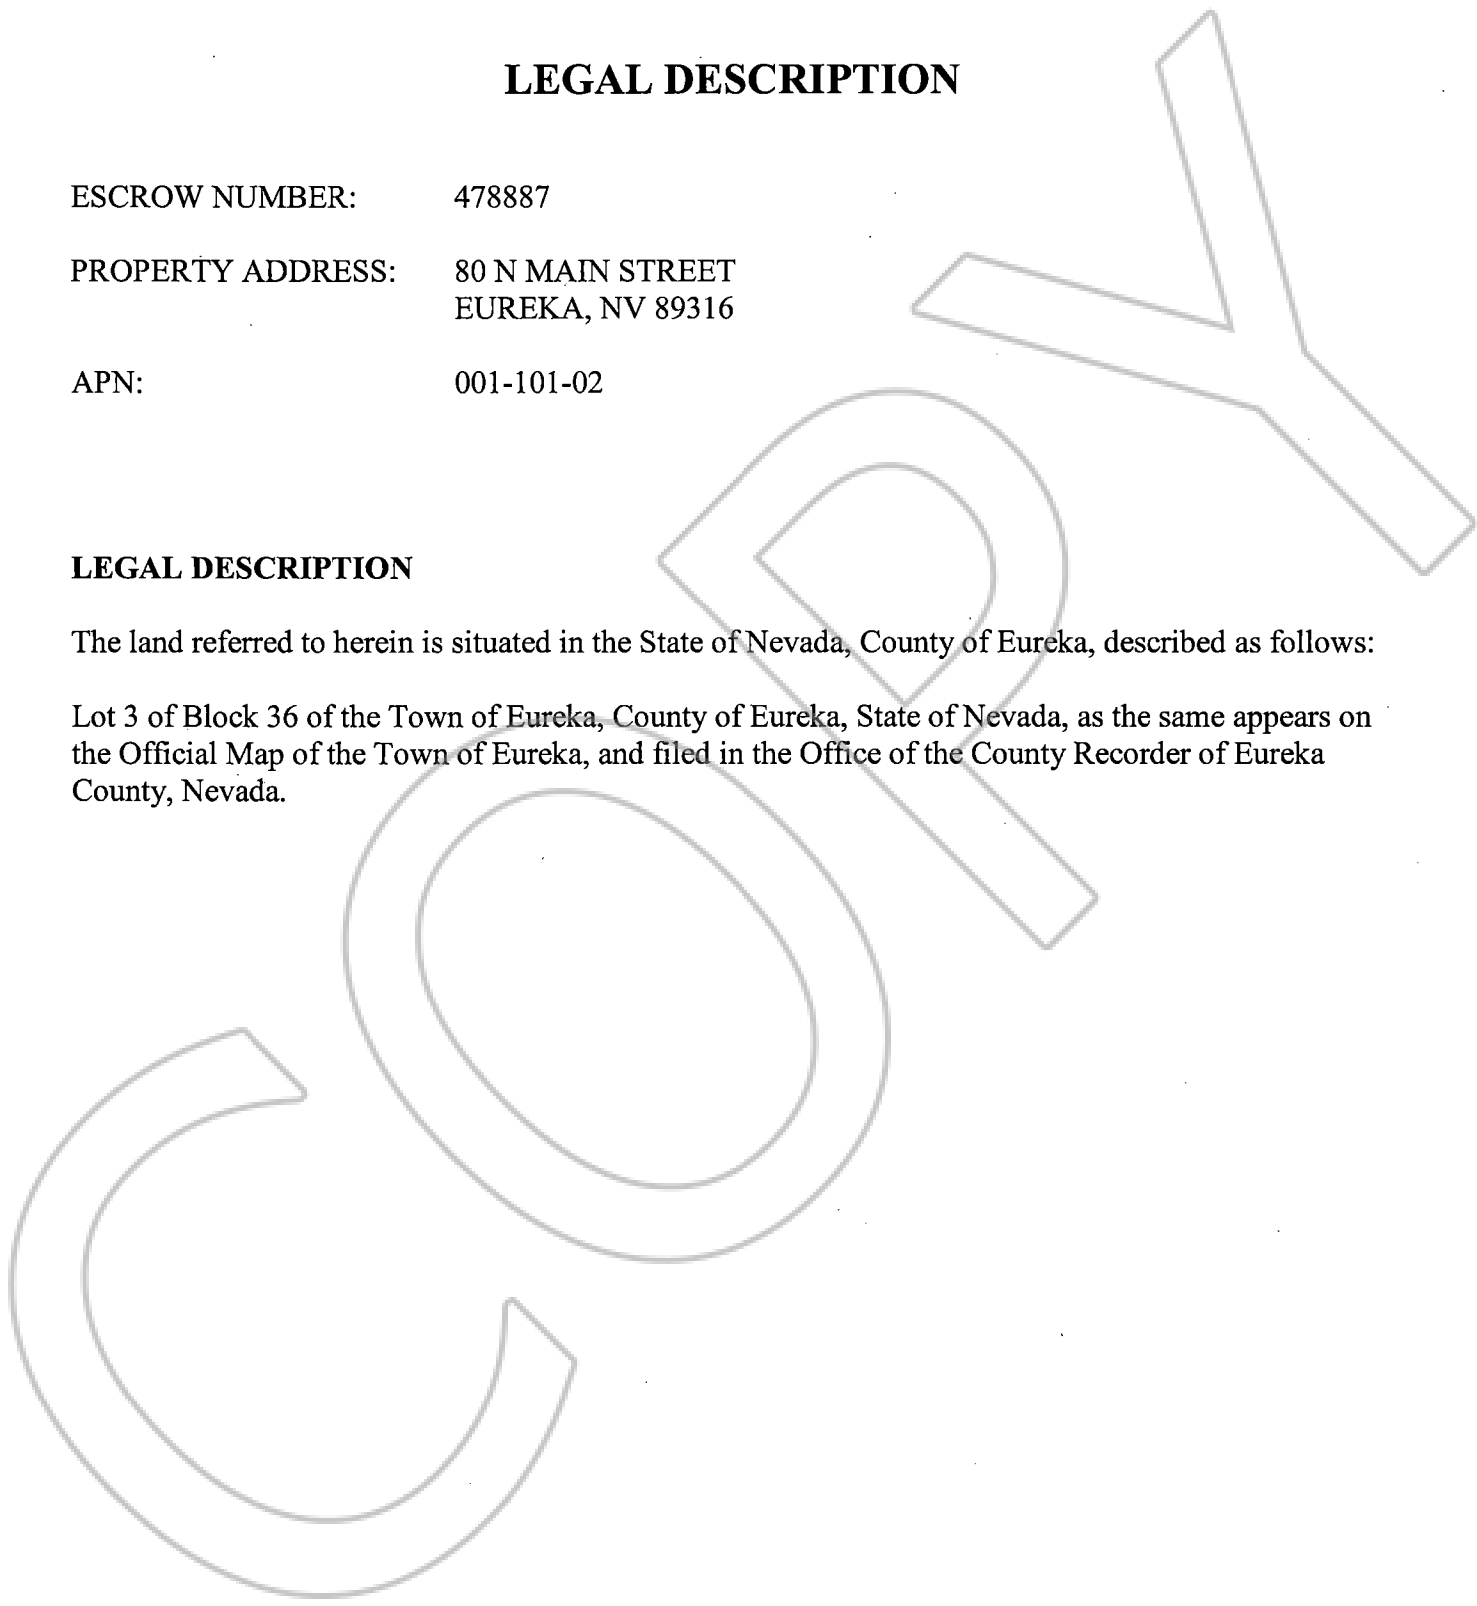 LEGAL DESCRIPTION
ESCROW NUMBER: 478887
PROPERTY ADDRESS: 80 N MAIN STREET
EUREKA, NV 89316
APN: 001-101-02
LEGAL DESCRIPTION
The land referred to herein is situated in the State of Nevada, County of Eureka, described as follows:
Lot 3 of Block 36 of the Town of Eureka, County of Eureka, State of Nevada, as the same appears on
the Official Map of the Town of Eureka, and filed in the Office of the County Recorder of Eureka
County, Nevada.
COPY